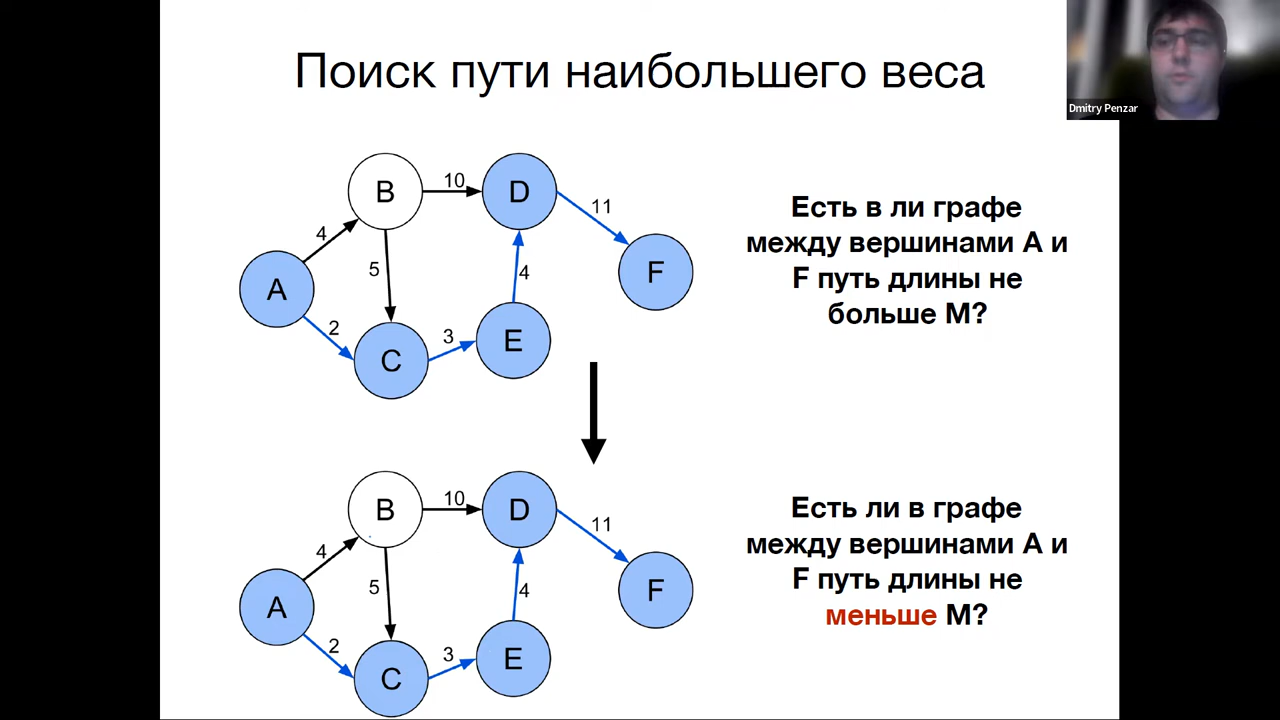 Поиск пути наибольшего веса
Dmitry Penzar
B
10
D
11
4
F
5
4
A
2
3
E
C
Есть в ли графе
между вершинами A и
F путь длины не
больше M?
B
10
D
11
4
F
5
4
A
2
3
E
C
Есть ли в графе
между вершинами A и
F путь длины не
меньше M?